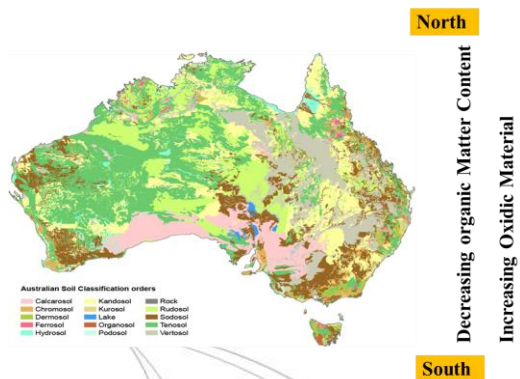 North
Decreasing organic Matter Content
Increasing Oxidic Material
Australian Soil Classification orders
Calcarosol
Chromosol
Dermosol
Ferrosol
Hydrosol
Kandosol
Kurosol
Lake
Organosol
Podosol
Rock
Rudosol
Sodosol
Tenosol
Vertosol
South